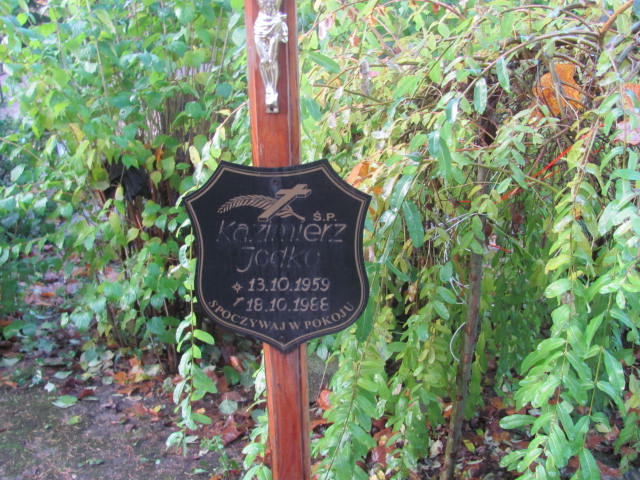 Ś.P.
Kazimierz
Jodko
13.10.1959
18.10.1988
SPOCZYWAJ W POKOJU